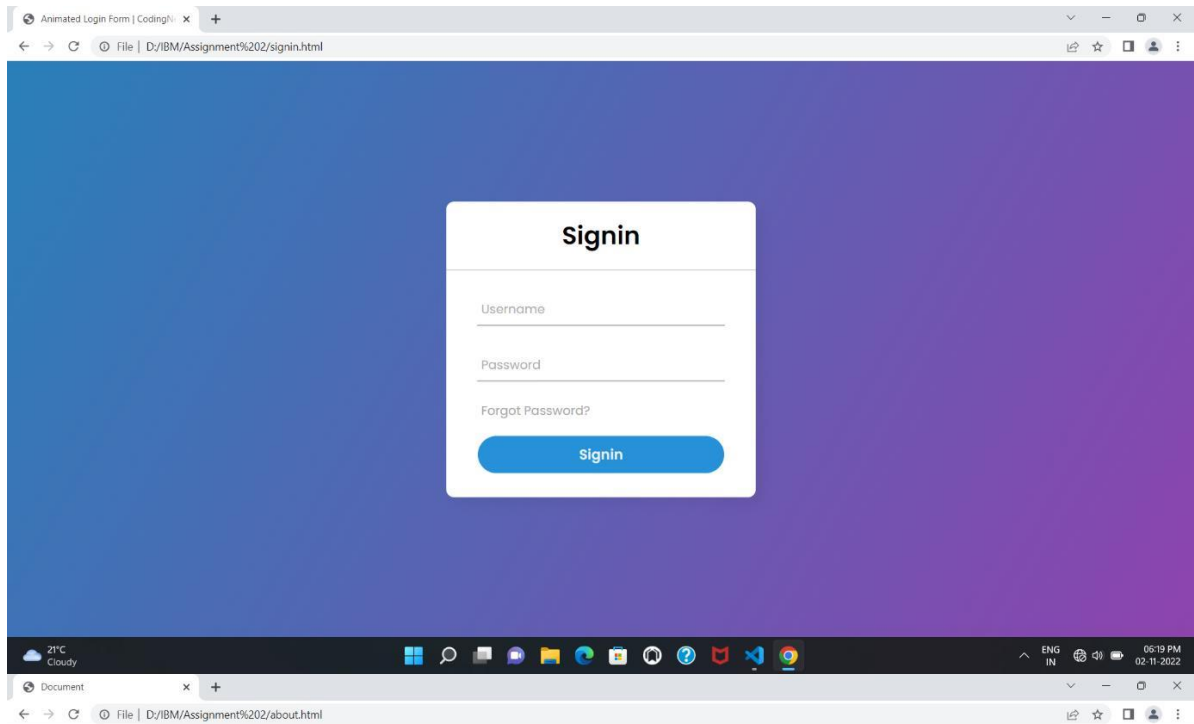 Animated Login Form | CodingN
File | D:/IBM/Assignment%202/signin.html
Signin
Username
Password
Forgot Password?
Signin
21°C
Cloudy
ENG
IN
06:19 PM
02-11-2022
Document
File | D:/IBM/Assignment%202/about.html